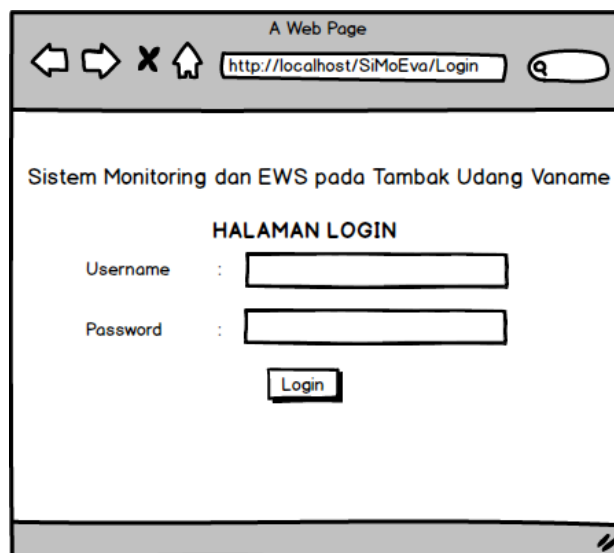 A Web Page
http://localhost/SiMoEva/Login
Sistem Monitoring dan EWS pada Tambak Udang Vaname
HALAMAN LOGIN
Username :
Password :
Login